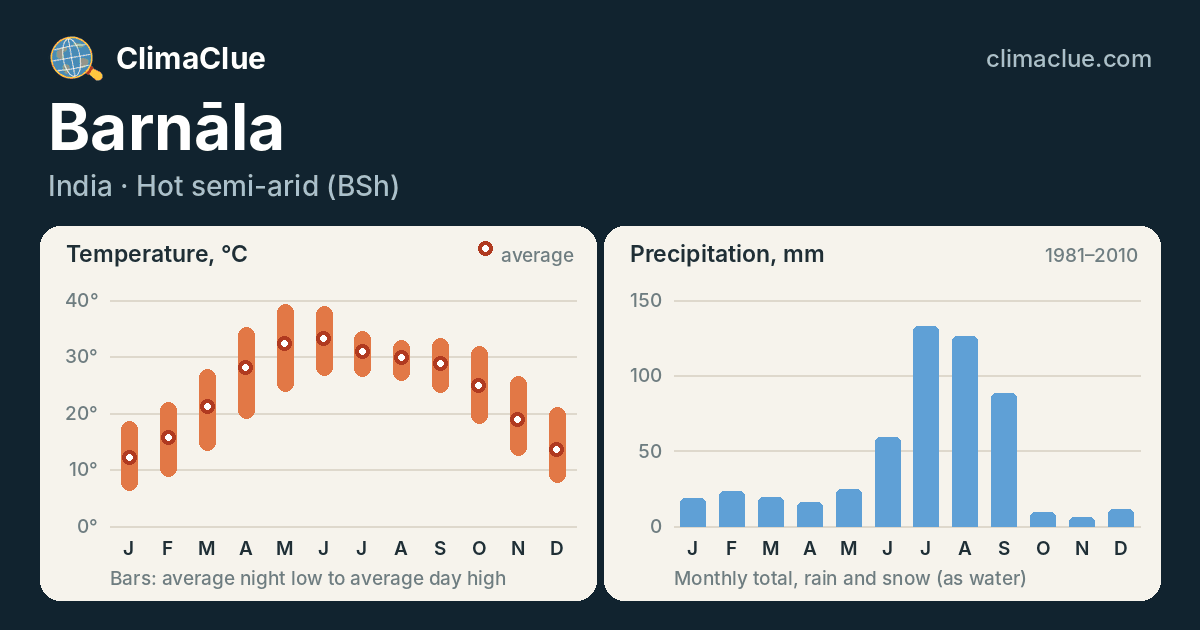 ClimaClue
climaclue.com
Barnāla
India · Hot semi-arid (BSh)
Temperature, °C
average
40°
30°
20°
10°
0°
J F M A M J J A S O N D
Bars: average night low to average day high
Precipitation, mm
1981–2010
150
100
50
0
J F M A M J J A S O N D
Monthly total, rain and snow (as water)